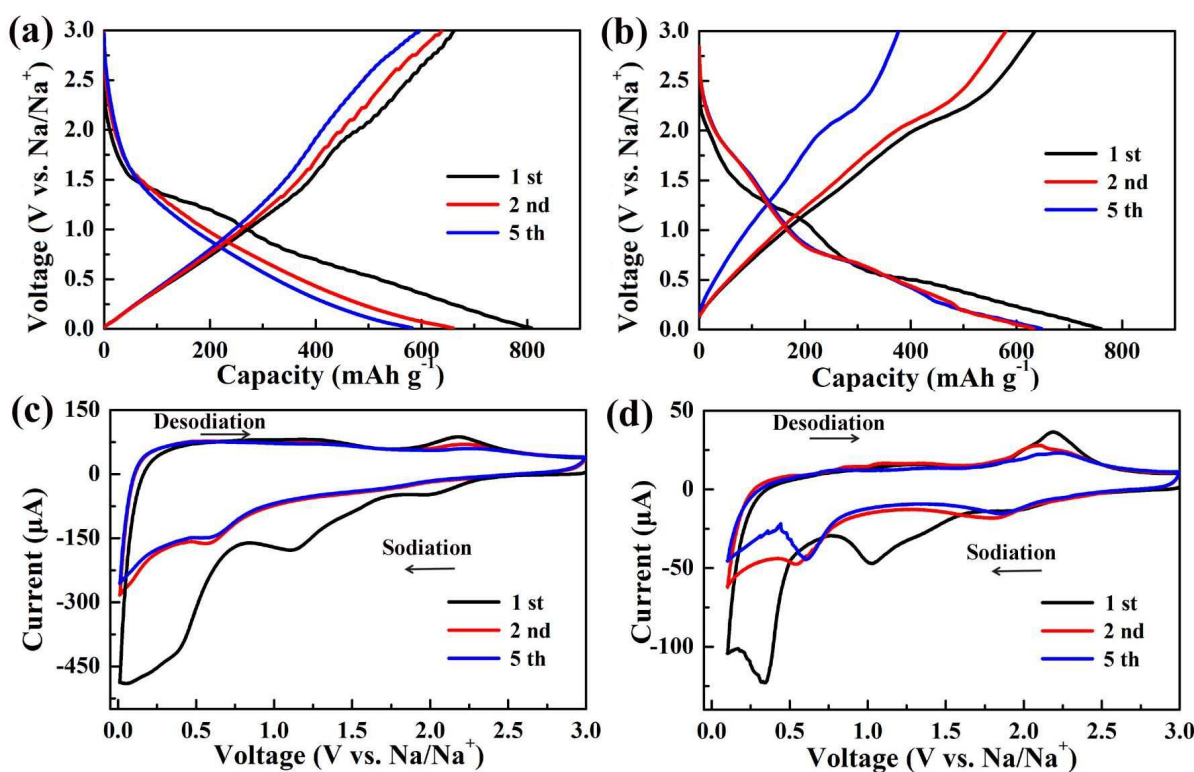 (a)
3.0
2.5
2.0
1.5
1.0
0.5
0.0
Voltage (V vs. Na/Na⁺)
1 st
2 nd
5 th
0 200 400 600 800
Capacity (mAh g⁻¹)
(b)
3.0
2.5
2.0
1.5
1.0
0.5
0.0
Voltage (V vs. Na/Na⁺)
1 st
2 nd
5 th
0 200 400 600 800
Capacity (mAh g⁻¹)
(c)
150
0
-150
-300
-450
Current (µA)
Desodiation
Sodiation
1 st
2 nd
5 th
0.0 0.5 1.0 1.5 2.0 2.5 3.0
Voltage (V vs. Na/Na⁺)
(d)
50
0
-50
-100
Current (µA)
Desodiation
Sodiation
1 st
2 nd
5 th
0.0 0.5 1.0 1.5 2.0 2.5 3.0
Voltage (V vs. Na/Na⁺)